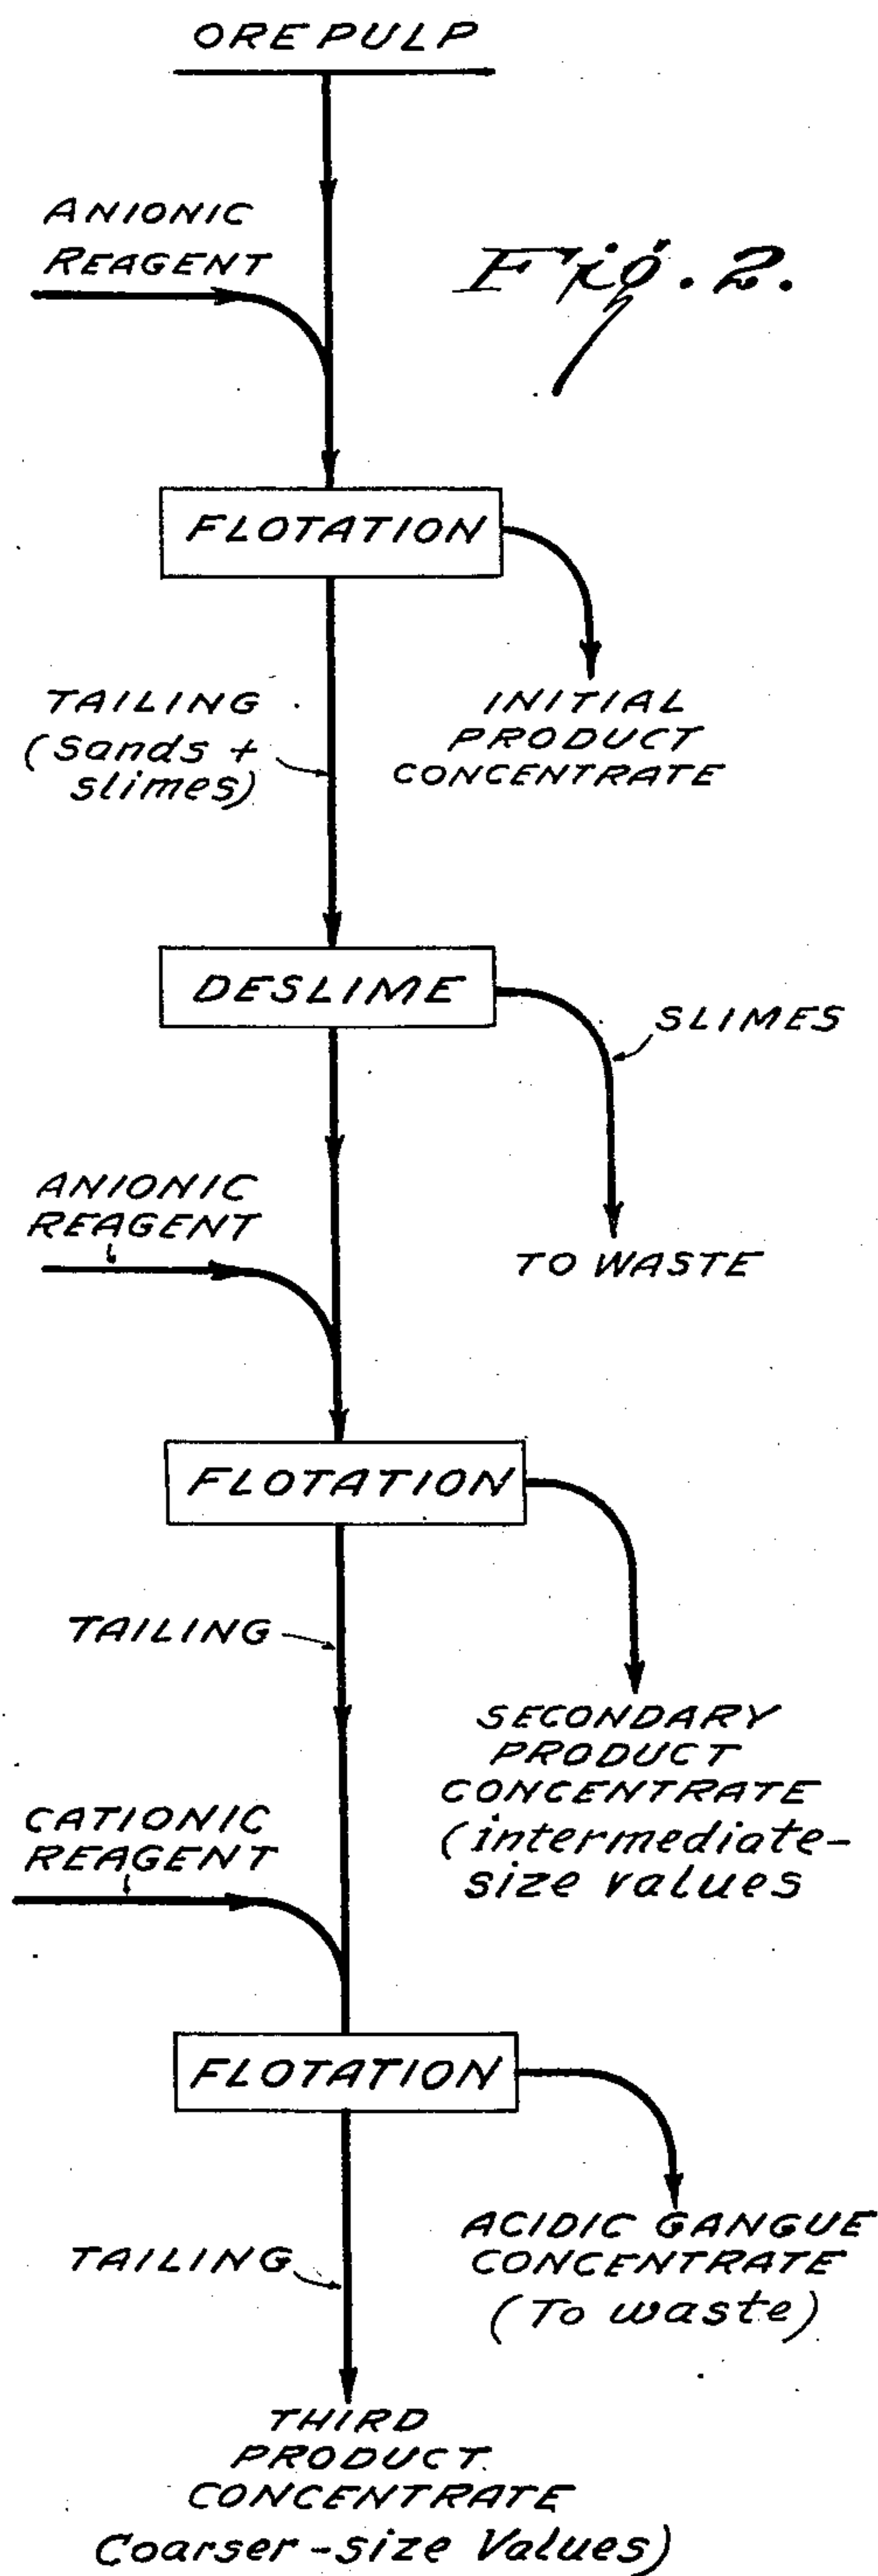 ORE PULP
ANIONIC
REAGENT
Fig. 2.
FLOTATION
TAILING
(Sands +
slimes)
INITIAL
PRODUCT
CONCENTRATE
DESLIME
SLIMES
TO WASTE
ANIONIC
REAGENT
FLOTATION
TAILING
SECONDARY
PRODUCT
CONCENTRATE
(intermediate-
size values
CATIONIC
REAGENT
FLOTATION
ACIDIC GANGUE
CONCENTRATE
(To waste)
TAILING
THIRD
PRODUCT
CONCENTRATE
Coarser-size Values)